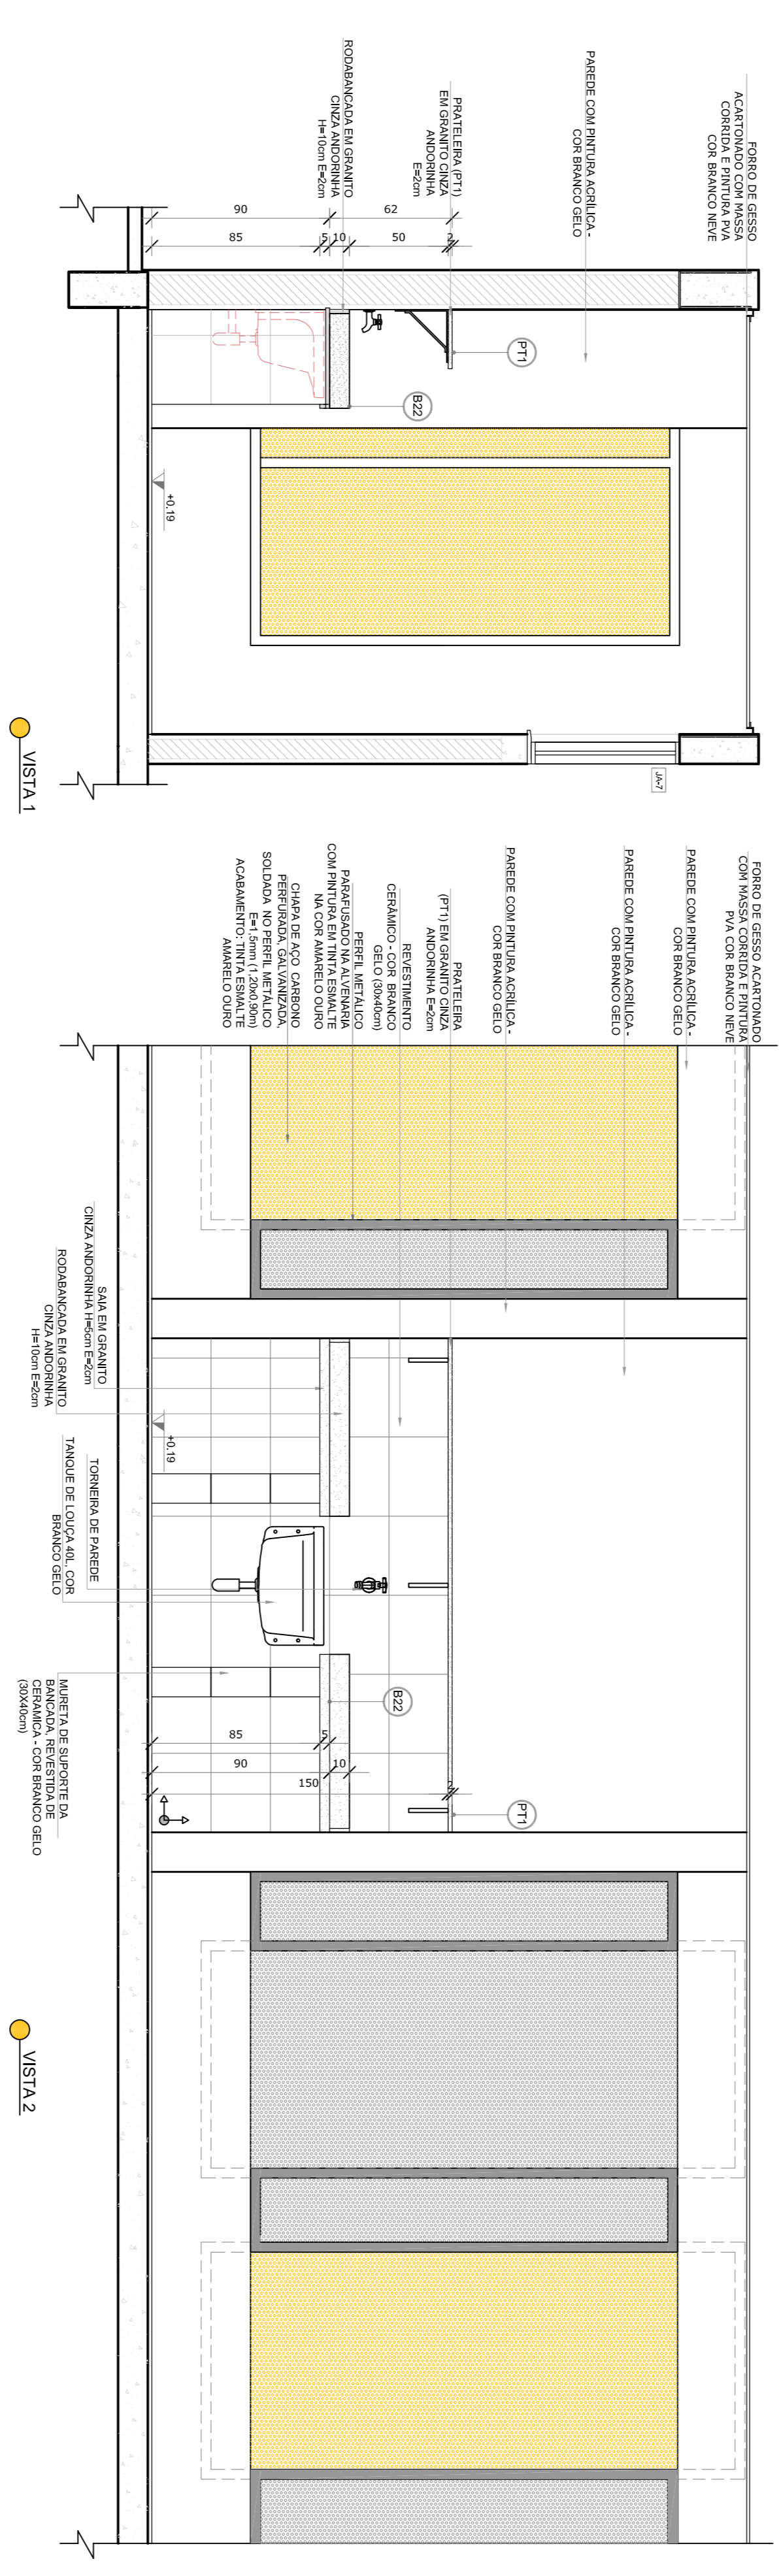 FORRO DE GESSO
ACARTONADO COM MASSA
CORRIDA E PINTURA PVA
COR BRANCO NEVE
PAREDE COM PINTURA ACRÍLICA -
COR BRANCO GELO
PRATELEIRA (PT1)
EM GRANITO CINZA
ANDORINHA
E=2cm
RODABANCADA EM GRANITO
CINZA ANDORINHA
H=10cm E=2cm
62
90
2
50
10
5
85
PT1
B22
+0.19
JA-7
VISTA 1
FORRO DE GESSO ACARTONADO
COM MASSA CORRIDA E PINTURA
PVA COR BRANCO NEVE
PAREDE COM PINTURA ACRÍLICA -
COR BRANCO GELO
PAREDE COM PINTURA ACRÍLICA -
COR BRANCO GELO
PAREDE COM PINTURA ACRÍLICA -
COR BRANCO GELO
PRATELEIRA
(PT1) EM GRANITO CINZA
ANDORINHA E=2cm
REVESTIMENTO
CERÂMICO - COR BRANCO
GELO (30x40cm)
PERFIL METÁLICO
PARAFUSADO NA ALVENARIA
COM PINTURA EM TINTA ESMALTE
NA COR AMARELO OURO
CHAPA DE AÇO CARBONO
PERFURADA, GALVANIZADA,
SOLDADA NO PERFIL METÁLICO
E=1,5mm (1,20x0,90m)
ACABAMENTO: TINTA ESMALTE
AMARELO OURO
SAIA EM GRANITO
CINZA ANDORINHA H=5cm E=2cm
RODABANCADA EM GRANITO
CINZA ANDORINHA
H=10cm E=2cm
+0.19
TORNEIRA DE PAREDE
TANQUE DE LOUÇA 40L, COR
BRANCO GELO
MURETA DE SUPORTE DA
BANCADA, REVESTIDA DE
CERAMICA - COR BRANCO GELO
(30X40cm)
B22
PT1
2
10
5
85
90
150
VISTA 2